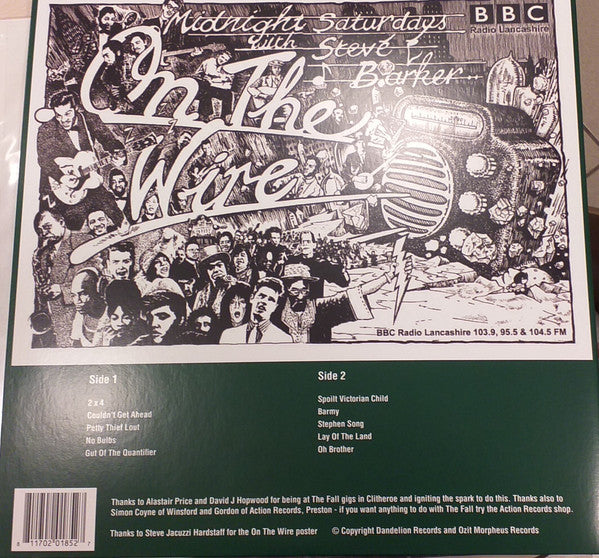 Midnight Saturdays
with Steve
Barker
BBC
Radio Lancashire
On The
Wire
BBC Radio Lancashire 103.9, 95.5 & 104.5 FM
Side 1
2 x 4
Couldn't Get Ahead
Petty Thief Lout
No Bulbs
Gut Of The Quantifier
Side 2
Spoilt Victorian Child
Barmy
Stephen Song
Lay Of The Land
Oh Brother
Thanks to Alastair Price and David J Hopwood for being at The Fall gigs in Clitheroe and igniting the spark to do this. Thanks also to
Simon Coyne of Winsford and Gordon of Action Records, Preston - if you want anything to do with The Fall try the Action Records shop.
Thanks to Steve Jacuzzi Hardstaff for the On The Wire poster © Copyright Dandelion Records and Ozit Morpheus Records
8 11702 01852 7